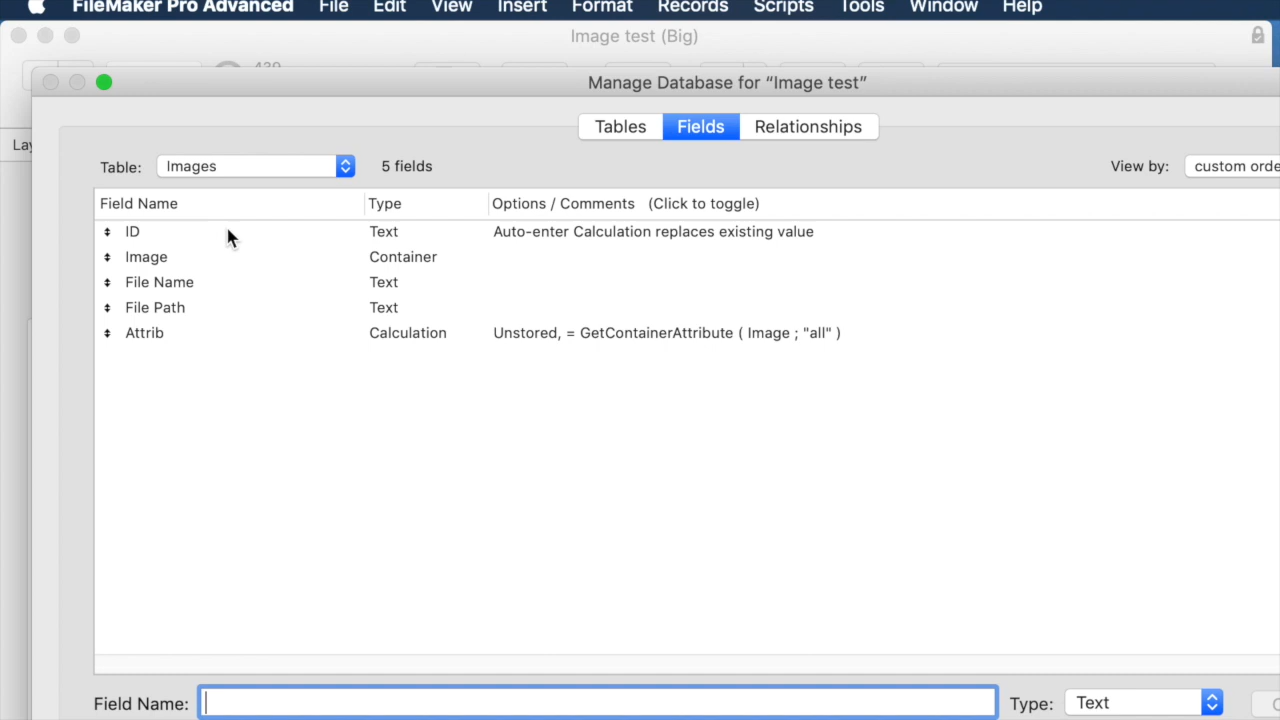 FileMaker Pro Advanced File Edit View Insert Format Records Scripts Tools Window Help
Image test (Big)
Manage Database for “Image test”
Tables Fields Relationships
Table: Images 5 fields View by: custom orde
Field Name Type Options / Comments (Click to toggle)
ID Text Auto-enter Calculation replaces existing value
Image Container
File Name Text
File Path Text
Attrib Calculation Unstored, = GetContainerAttribute ( Image ; "all" )
Field Name: Type: Text